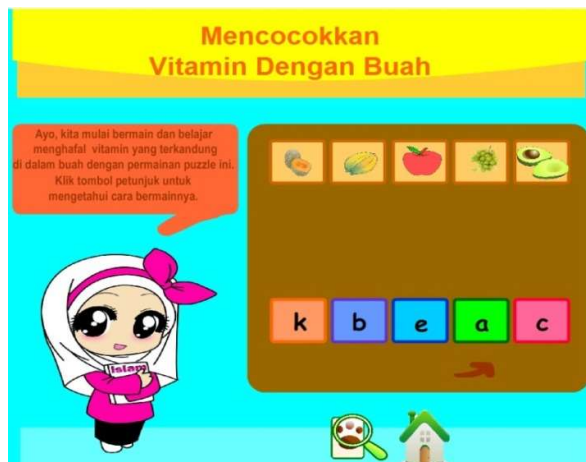 Mencocokkan
Vitamin Dengan Buah
Ayo, kita mulai bermain dan belajar
menghafal vitamin yang terkandung
di dalam buah dengan permainan puzzle ini.
Klik tombol petunjuk untuk
mengetahui cara bermainnya.
k b e a c
Islam